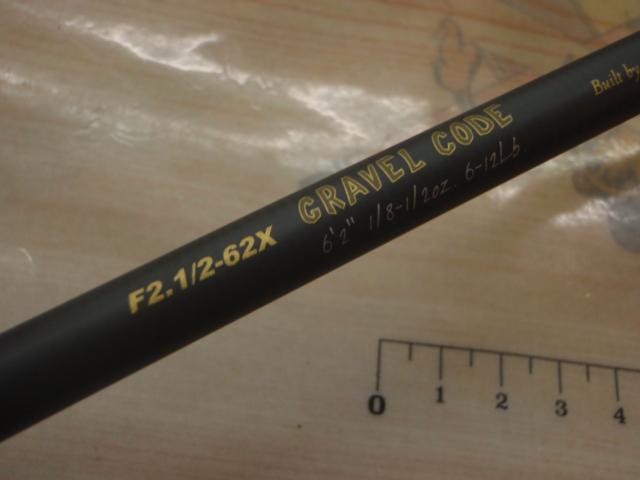 F2.1/2-62X
GRAVEL CODE
6'2" 1/8-1/2oz. 6-12Lb.
Built by
0 1 2 3 4